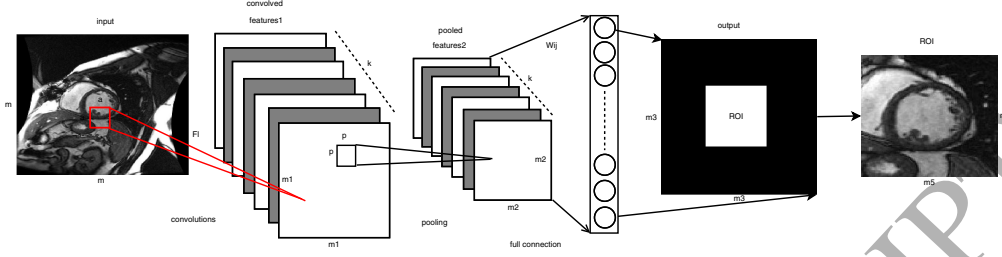 input
m
a
m
Fl
convolved
features1
k
p
p
m1
m1
convolutions
pooled
features2
k
m2
m2
pooling
Wij
full connection
output
m3
ROI
m3
ROI
m5